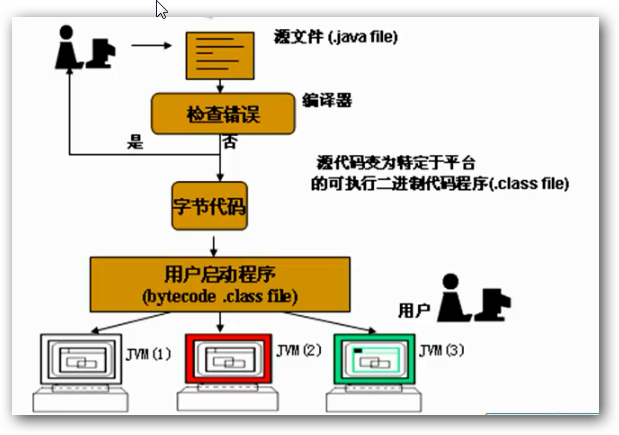 源文件 (.java file)
编译器
检查错误
是
否
源代码变为特定于平台
的可执行二进制代码程序(.class file)
字节代码
用户启动程序
(bytecode .class file)
用户
JVM(1)
JVM(2)
JVM(3)